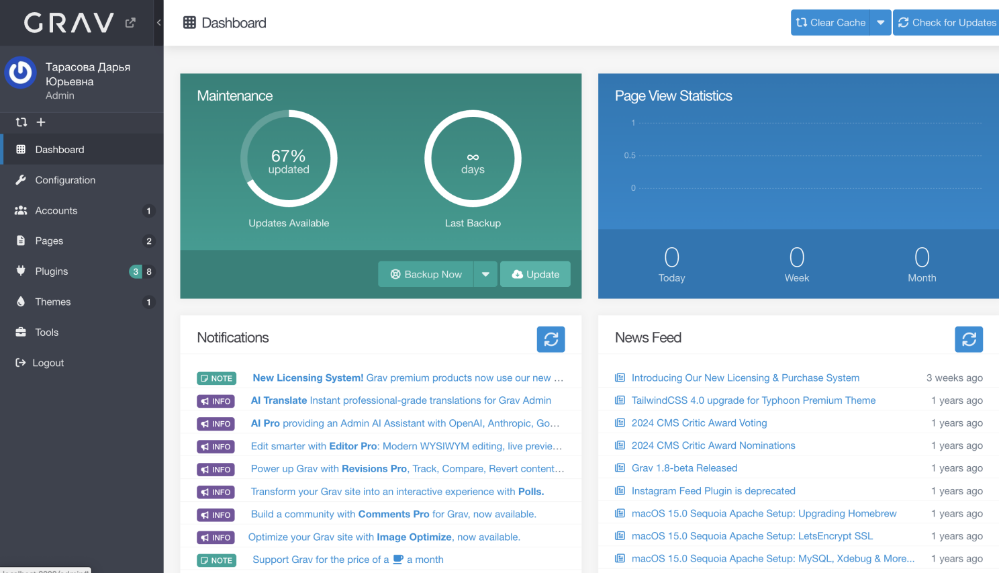 GRAV
Dashboard
Clear Cache
Check for Updates
Тарасова Дарья
Юрьевна
Admin
Dashboard
Configuration
Accounts 1
Pages 2
Plugins 3 8
Themes 1
Tools
Logout
Maintenance
67%
updated
Updates Available
∞
days
Last Backup
Backup Now
Update
Page View Statistics
1
0.5
0
0 0 0
Today Week Month
Notifications
NOTE New Licensing System! Grav premium products now use our new ...
INFO AI Translate Instant professional-grade translations for Grav Admin
INFO AI Pro providing an Admin AI Assistant with OpenAI, Anthropic, Go...
INFO Edit smarter with Editor Pro: Modern WYSIWYM editing, live previe...
INFO Power up Grav with Revisions Pro, Track, Compare, Revert content...
INFO Transform your Grav site into an interactive experience with Polls.
INFO Build a community with Comments Pro for Grav, now available.
INFO Optimize your Grav site with Image Optimize, now available.
NOTE Support Grav for the price of a a month
News Feed
Introducing Our New Licensing & Purchase System 3 weeks ago
TailwindCSS 4.0 upgrade for Typhoon Premium Theme 1 years ago
2024 CMS Critic Award Voting 1 years ago
2024 CMS Critic Award Nominations 1 years ago
Grav 1.8-beta Released 1 years ago
Instagram Feed Plugin is deprecated 1 years ago
macOS 15.0 Sequoia Apache Setup: Upgrading Homebrew 1 years ago
macOS 15.0 Sequoia Apache Setup: LetsEncrypt SSL 1 years ago
macOS 15.0 Sequoia Apache Setup: MySQL, Xdebug & More... 1 years ago